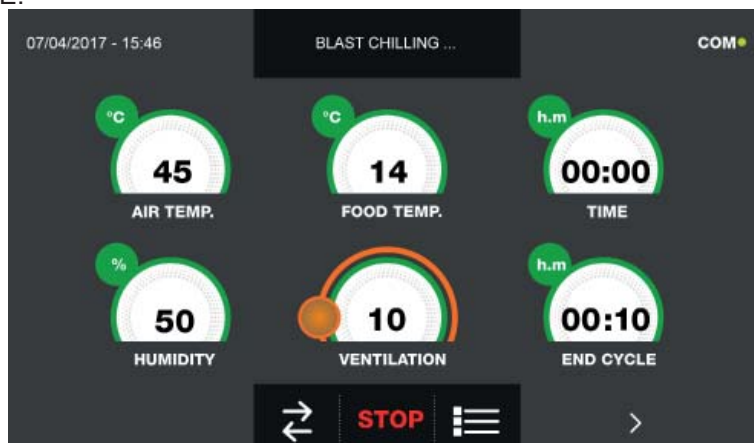 07/04/2017 - 15:46
BLAST CHILLING ...
COM
°C
45
AIR TEMP.
°C
14
FOOD TEMP.
h.m
00:00
TIME
%
50
HUMIDITY
10
VENTILATION
h.m
00:10
END CYCLE
STOP